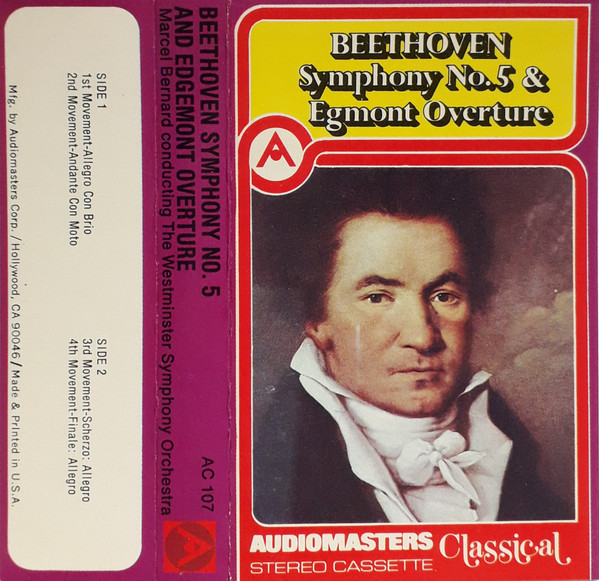 BEETHOVEN
Symphony No.5 &
Egmont Overture
AUDIOMASTERS Classical
STEREO CASSETTE
BEETHOVEN SYMPHONY NO. 5
AND EDGEMONT OVERTURE
Marcel Bernard conducting The Westminster Symphony Orchestra
AC 107
SIDE 1
1st Movement-Allegro Con Brio
2nd Movement-Andante Con Moto
SIDE 2
3rd Movement-Scherzo: Allegro
4th Movement-Finale: Allegro
Mfg. by Audiomasters Corp./Hollywood, CA 90046/Made & Printed in U.S.A.